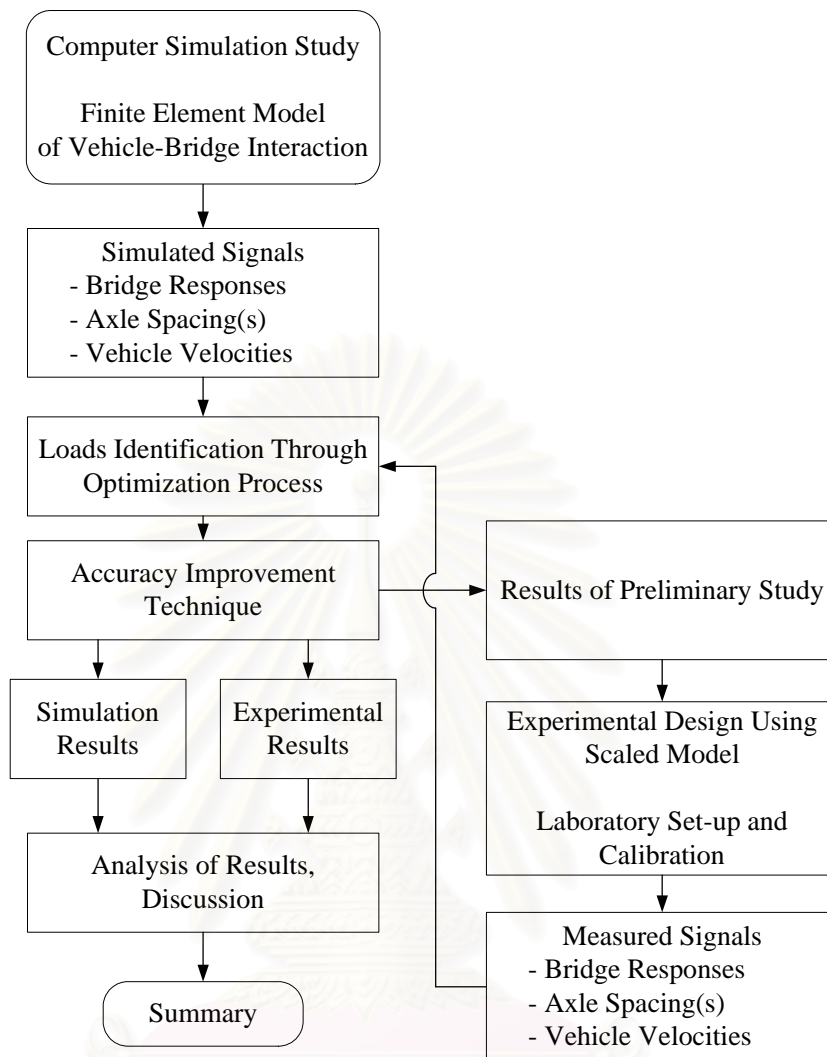 Computer Simulation Study
Finite Element Model
of Vehicle-Bridge Interaction
Simulated Signals
- Bridge Responses
- Axle Spacing(s)
- Vehicle Velocities
Loads Identification Through
Optimization Process
Accuracy Improvement
Technique
Results of Preliminary Study
Simulation
Results
Experimental
Results
Experimental Design Using
Scaled Model
Laboratory Set-up and
Calibration
Analysis of Results,
Discussion
Measured Signals
- Bridge Responses
- Axle Spacing(s)
- Vehicle Velocities
Summary